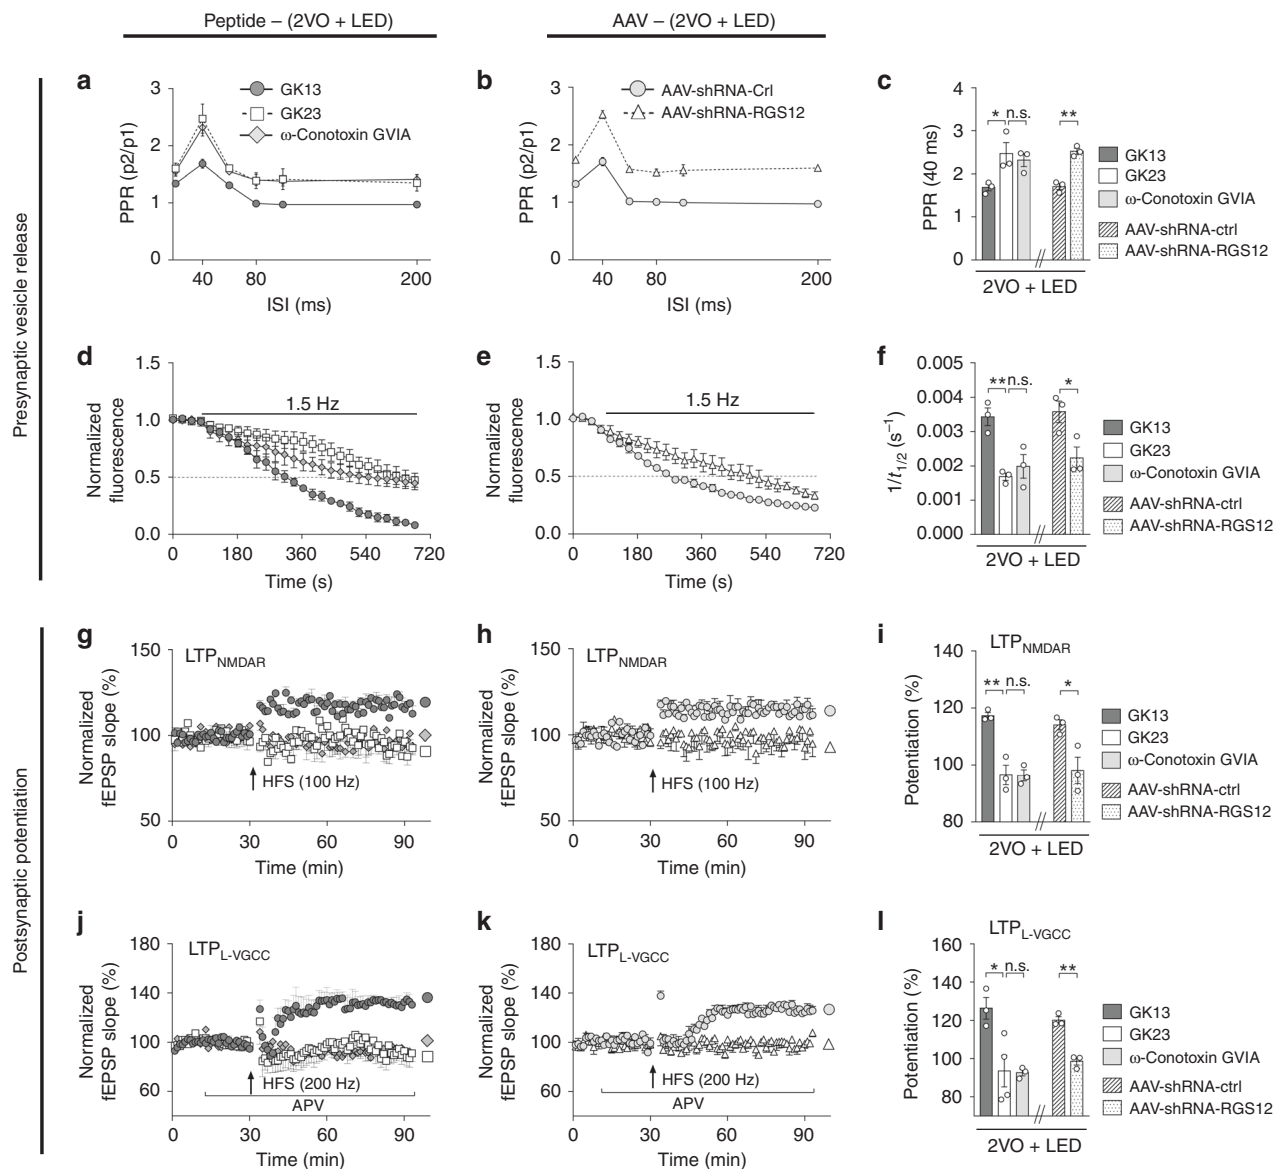 Peptide – (2VO + LED)
AAV – (2VO + LED)
Presynaptic vesicle release
Postsynaptic potentiation
a
3
2
1
0
PPR (p2/p1)
GK13
GK23
ω-Conotoxin GVIA
40
80
200
ISI (ms)
b
3
2
1
0
PPR (p2/p1)
AAV-shRNA-Crl
AAV-shRNA-RGS12
40
80
200
ISI (ms)
c
4
3
2
1
0
PPR (40 ms)
*
n.s.
**
2VO + LED
GK13
GK23
ω-Conotoxin GVIA
AAV-shRNA-ctrl
AAV-shRNA-RGS12
d
1.5
1.0
0.5
0.0
Normalized
fluorescence
1.5 Hz
0
180
360
540
720
Time (s)
e
1.5
1.0
0.5
0.0
Normalized
fluorescence
1.5 Hz
0
180
360
540
720
Time (s)
f
0.005
0.004
0.003
0.002
0.001
0.000
1/t1/2 (s−1)
**
n.s.
*
2VO + LED
GK13
GK23
ω-Conotoxin GVIA
AAV-shRNA-ctrl
AAV-shRNA-RGS12
g
150
100
50
Normalized
fEPSP slope (%)
LTPNMDAR
HFS (100 Hz)
0
30
60
90
Time (min)
h
150
100
50
Normalized
fEPSP slope (%)
LTPNMDAR
HFS (100 Hz)
0
30
60
90
Time (min)
i
LTPNMDAR
140
120
100
80
Potentiation (%)
**
n.s.
*
2VO + LED
GK13
GK23
ω-Conotoxin GVIA
AAV-shRNA-ctrl
AAV-shRNA-RGS12
j
180
140
100
60
Normalized
fEPSP slope (%)
LTPL-VGCC
HFS (200 Hz)
APV
0
30
60
90
Time (min)
k
180
140
100
60
Normalized
fEPSP slope (%)
LTPL-VGCC
HFS (200 Hz)
APV
0
30
60
90
Time (min)
l
LTPL-VGCC
160
140
120
100
80
Potentiation (%)
*
n.s.
**
2VO + LED
GK13
GK23
ω-Conotoxin GVIA
AAV-shRNA-ctrl
AAV-shRNA-RGS12